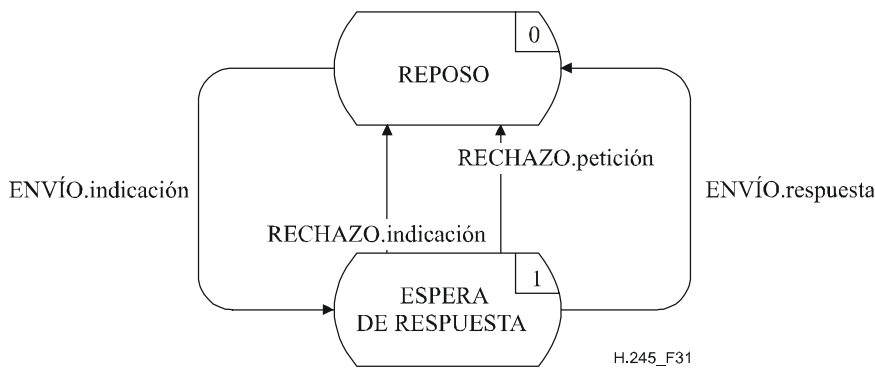 0
REPOSO
RECHAZO.petición
ENVÍO.indicación
ENVÍO.respuesta
RECHAZO.indicación
1
ESPERA
DE RESPUESTA
H.245_F31